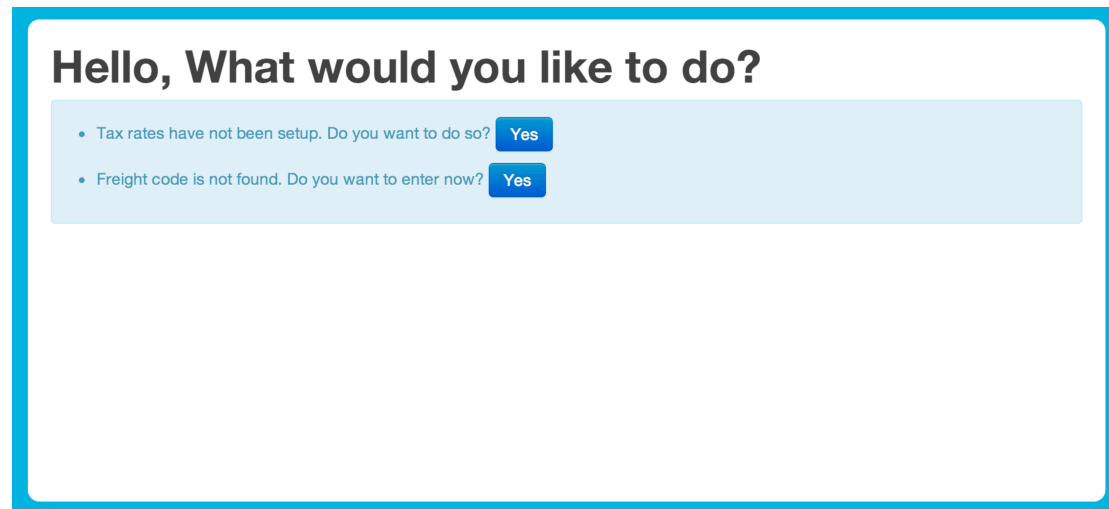 Hello, What would you like to do?
Tax rates have not been setup. Do you want to do so? Yes
Freight code is not found. Do you want to enter now? Yes